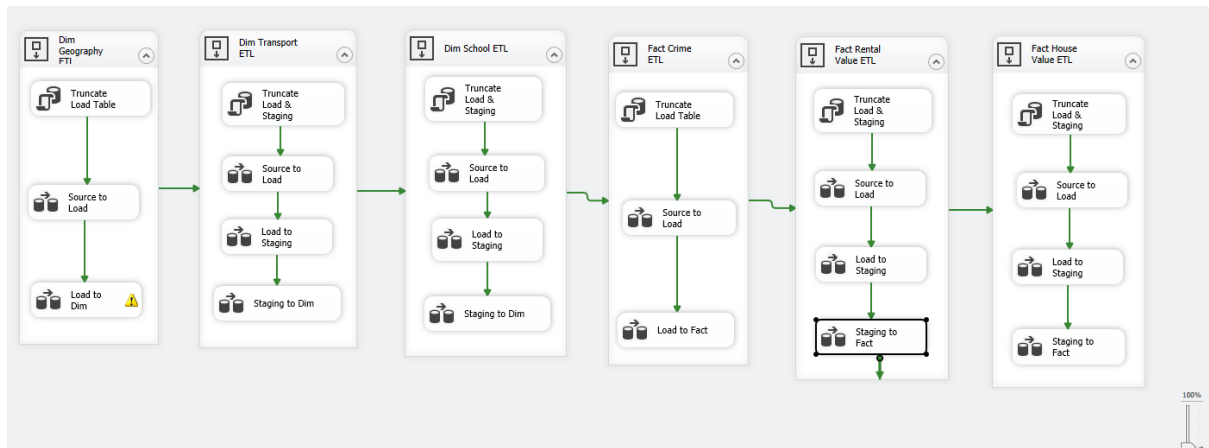 Dim
Geography
ETL
Truncate
Load Table
Source to
Load
Load to
Dim
Dim Transport
ETL
Truncate
Load &
Staging
Source to
Load
Load to
Staging
Staging to Dim
Dim School ETL
Truncate
Load &
Staging
Source to
Load
Load to
Staging
Staging to Dim
Fact Crime
ETL
Truncate
Load Table
Source to
Load
Load to Fact
Fact Rental
Value ETL
Truncate
Load &
Staging
Source to
Load
Load to
Staging
Staging to
Fact
Fact House
Value ETL
Truncate
Load &
Staging
Source to
Load
Load to
Staging
Staging to
Fact
100%